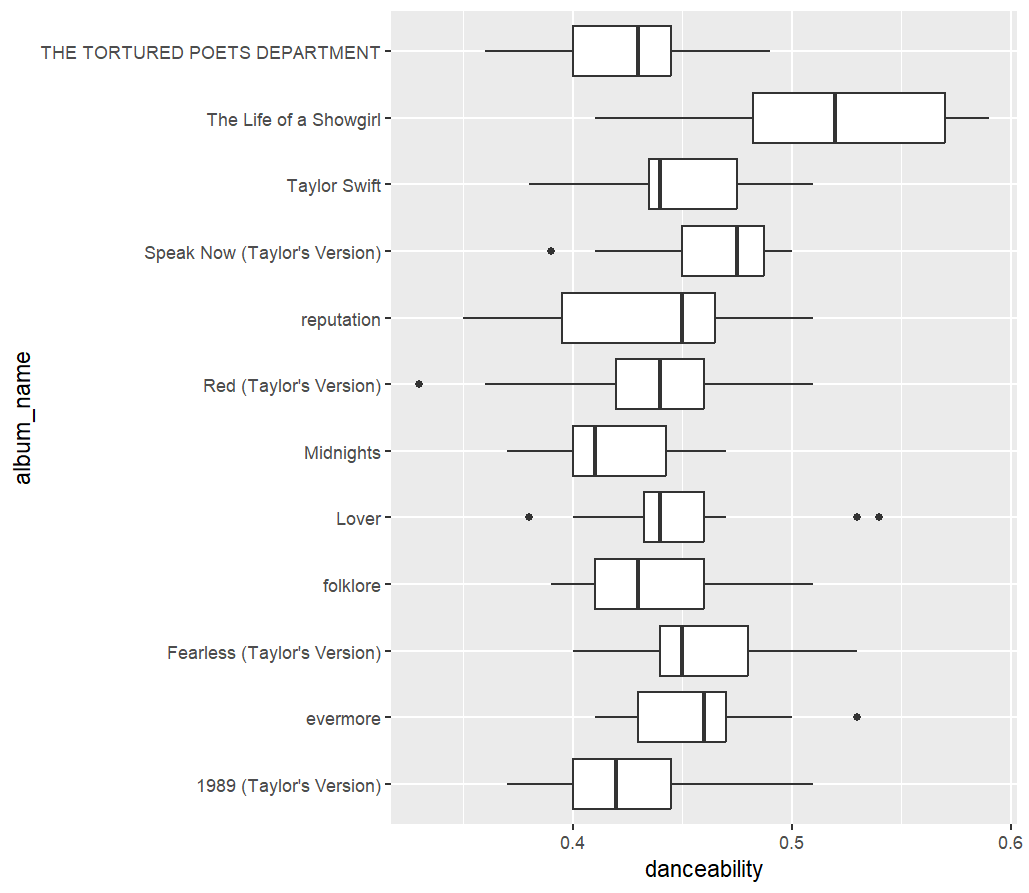 THE TORTURED POETS DEPARTMENT
The Life of a Showgirl
Taylor Swift
Speak Now (Taylor's Version)
reputation
Red (Taylor's Version)
Midnights
Lover
folklore
Fearless (Taylor's Version)
evermore
1989 (Taylor's Version)
album_name
0.4 0.5 0.6
danceability